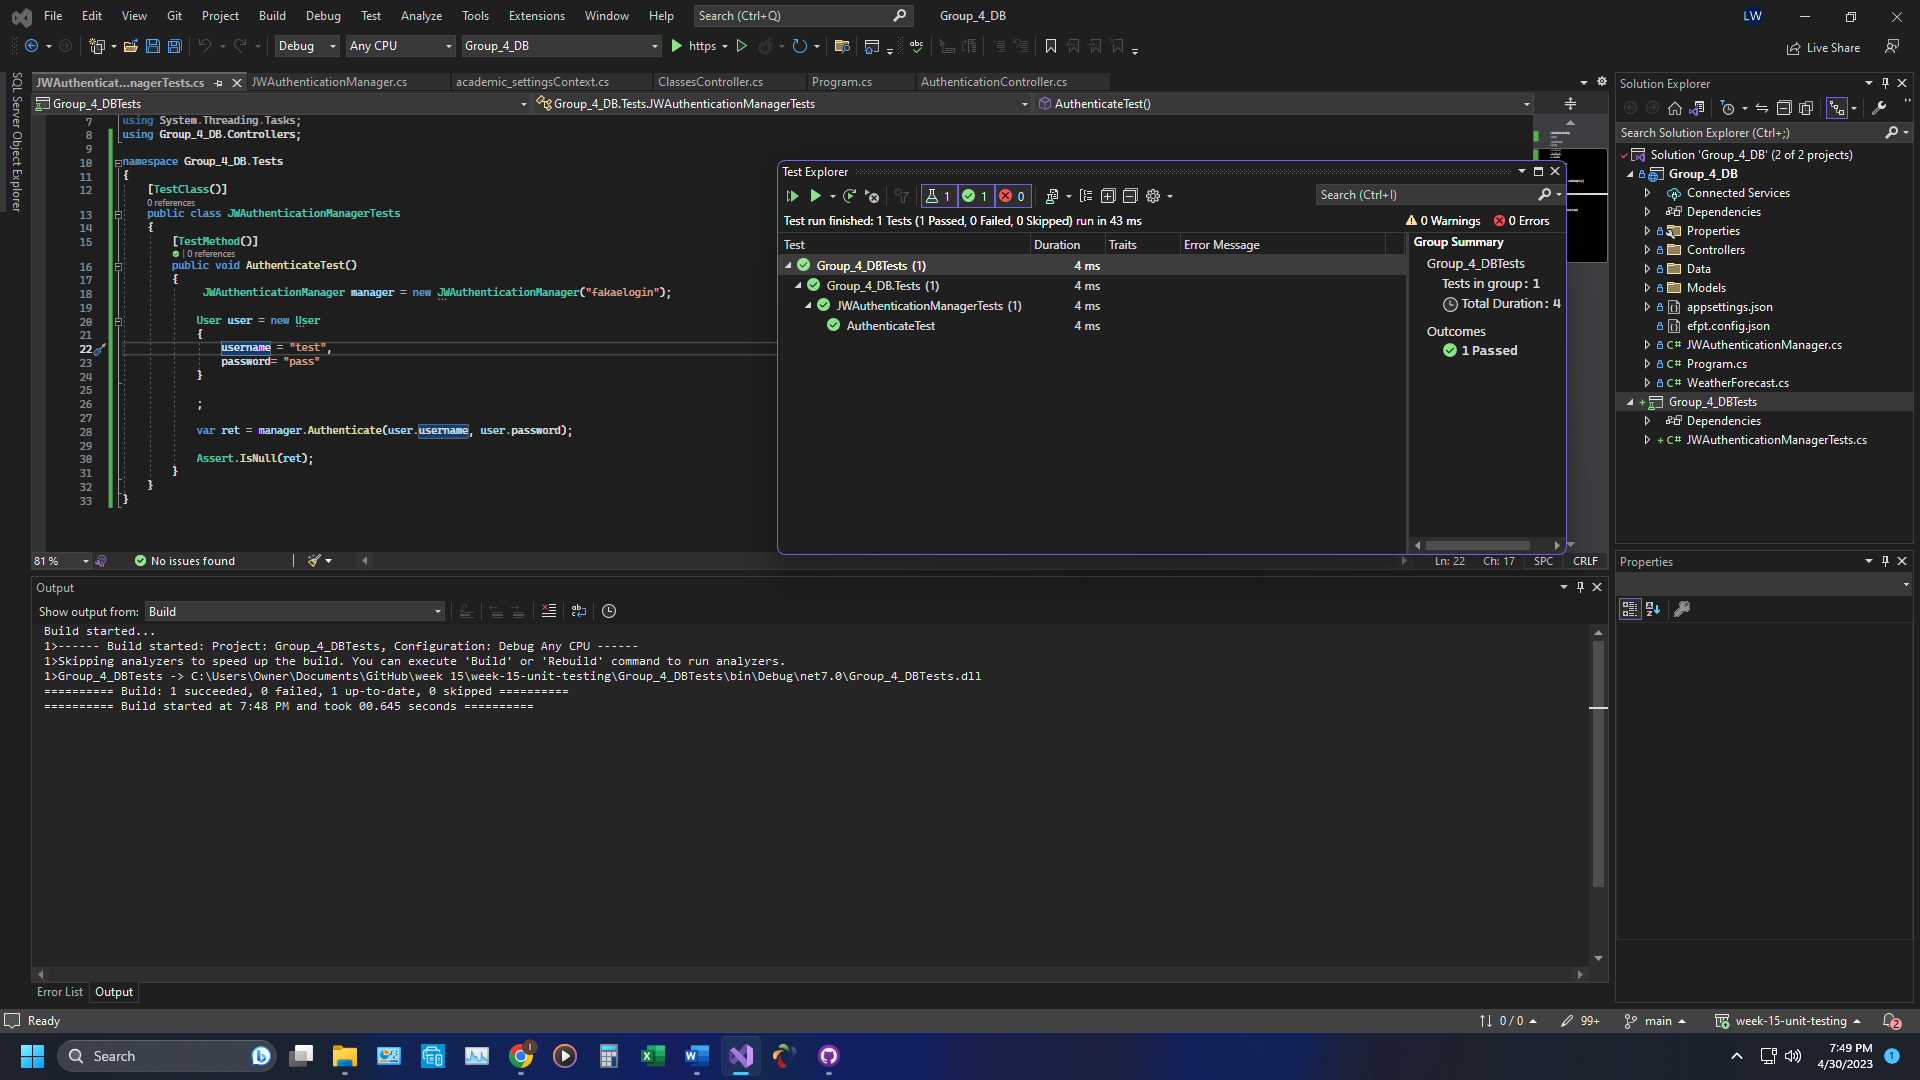 File Edit View Git Project Build Debug Test Analyze Tools Extensions Window Help Search (Ctrl+Q) Group_4_DB LW
Debug Any CPU Group_4_DB https Live Share
SQL Server Object Explorer
JWAuthenticat...nagerTests.cs JWAuthenticationManager.cs academic_settingsContext.cs ClassesController.cs Program.cs AuthenticationController.cs
Group_4_DBTests Group_4_DB.Tests.JWAuthenticationManagerTests AuthenticateTest()
7 using System.Threading.Tasks;
8 using Group_4_DB.Controllers;
9
10 namespace Group_4_DB.Tests
11 {
12 [TestClass()]
0 references
13 public class JWAuthenticationManagerTests
14 {
15 [TestMethod()]
| 0 references
16 public void AuthenticateTest()
17 {
18 JWAuthenticationManager manager = new JWAuthenticationManager("fakaelogin");
19
20 User user = new User
21 {
22 username = "test",
23 password= "pass"
24 }
25
26 ;
27
28 var ret = manager.Authenticate(user.username, user.password);
29
30 Assert.IsNull(ret);
31 }
32 }
33 }
81 % No issues found Ln: 22 Ch: 17 SPC CRLF
Test Explorer
1 1 0 Search (Ctrl+I)
Test run finished: 1 Tests (1 Passed, 0 Failed, 0 Skipped) run in 43 ms 0 Warnings 0 Errors
Test Duration Traits Error Message
Group_4_DBTests (1) 4 ms
Group_4_DB.Tests (1) 4 ms
JWAuthenticationManagerTests (1) 4 ms
AuthenticateTest 4 ms
Group Summary
Group_4_DBTests
Tests in group: 1
Total Duration: 4
Outcomes
1 Passed
Solution Explorer
Search Solution Explorer (Ctrl+;)
Solution 'Group_4_DB' (2 of 2 projects)
Group_4_DB
Connected Services
Dependencies
Properties
Controllers
Data
Models
appsettings.json
efpt.config.json
C# JWAuthenticationManager.cs
C# Program.cs
C# WeatherForecast.cs
Group_4_DBTests
Dependencies
C# JWAuthenticationManagerTests.cs
Properties
Output
Show output from: Build
Build started...
1>------ Build started: Project: Group_4_DBTests, Configuration: Debug Any CPU ------
1>Skipping analyzers to speed up the build. You can execute 'Build' or 'Rebuild' command to run analyzers.
1>Group_4_DBTests -> C:\Users\Owner\Documents\GitHub\week 15\week-15-unit-testing\Group_4_DBTests\bin\Debug\net7.0\Group_4_DBTests.dll
========== Build: 1 succeeded, 0 failed, 1 up-to-date, 0 skipped ==========
========== Build started at 7:48 PM and took 00.645 seconds ==========
Error List Output
Ready 0 / 0 99+ main week-15-unit-testing 2
Search 7:49 PM
4/30/2023 1